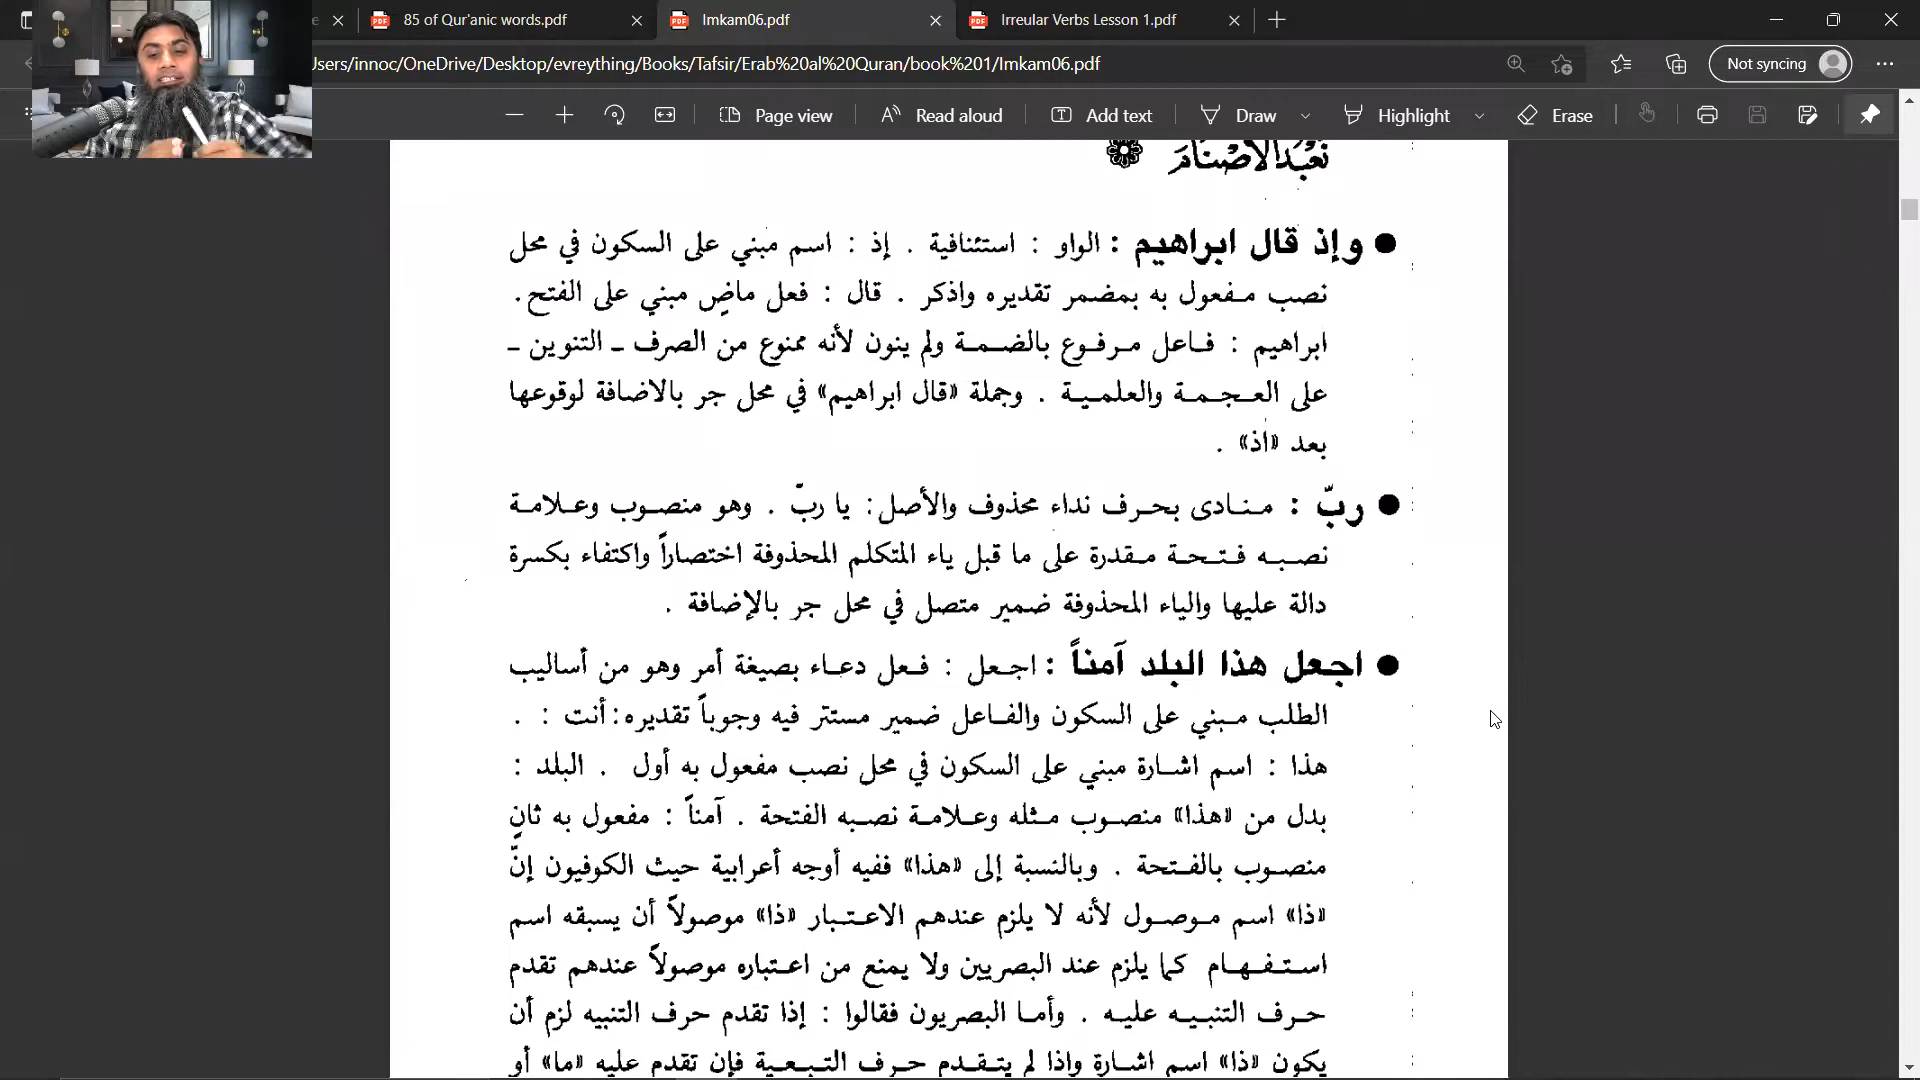 85 of Qur'anic words.pdf
Imkam06.pdf
Irreular Verbs Lesson 1.pdf
Jsers/innoc/OneDrive/Desktop/evreything/Books/Tafsir/Erab%20al%20Quran/book%201/Imkam06.pdf
Not syncing
Page view
Read aloud
Add text
Draw
Highlight
Erase
نَعْبُدَ الْأَصْنَامَ
● وإذ قال ابراهيم : الواو : استئنافية . إذ : اسم مبني على السكون في محل
نصب مفعول به بمضمر تقديره واذكر . قال : فعل ماضٍ مبني على الفتح .
ابراهيم : فاعل مرفوع بالضمة ولم ينون لأنه ممنوع من الصرف ـ التنوين ـ
على العجمة والعلمية . وجملة «قال ابراهيم» في محل جر بالاضافة لوقوعها
بعد «اذ» .
● ربّ : منادى بحرف نداء محذوف والأصل : يا ربّ . وهو منصوب وعلامة
نصبه فتحة مقدرة على ما قبل ياء المتكلم المحذوفة اختصاراً واكتفاء بكسرة
دالة عليها والياء المحذوفة ضمير متصل في محل جر بالإضافة .
● اجعل هذا البلد آمناً : اجعل : فعل دعاء بصيغة أمر وهو من أساليب
الطلب مبني على السكون والفاعل ضمير مستتر فيه وجوباً تقديره : أنت : .
هذا : اسم اشارة مبني على السكون في محل نصب مفعول به أول . البلد :
بدل من «هذا» منصوب مثله وعلامة نصبه الفتحة . آمناً : مفعول به ثانٍ
منصوب بالفتحة . وبالنسبة إلى «هذا» ففيه أوجه أعرابية حيث الكوفيون إنّ
«ذا» اسم موصول لأنه لا يلزم عندهم الاعتبار «ذا» موصولاً أن يسبقه اسم
استفهام كما يلزم عند البصريين ولا يمنع من اعتباره موصولاً عندهم تقدم
حرف التنبيه عليه . وأما البصريون فقالوا : إذا تقدم حرف التنبيه لزم أن
يكون «ذا» اسم اشارة واذا لم يتقدم حرف التبعية فإن تقدم عليه «ما» أو